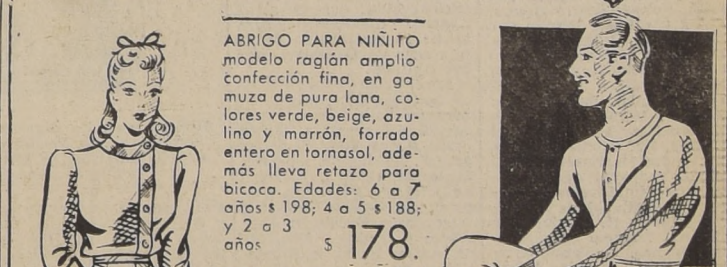 ABRIGO PARA NIÑITO
modelo raglán amplio
confección fina, en ga
muza de pura lana, co-
lores verde, beige, azu-
lino y marrón, forrado
entero en tornasol, ade-
más lleva retazo para
bicoca. Edades: 6 a 7
años $ 198; 4 a 5 $ 188;
y 2 a 3
años $ 178.